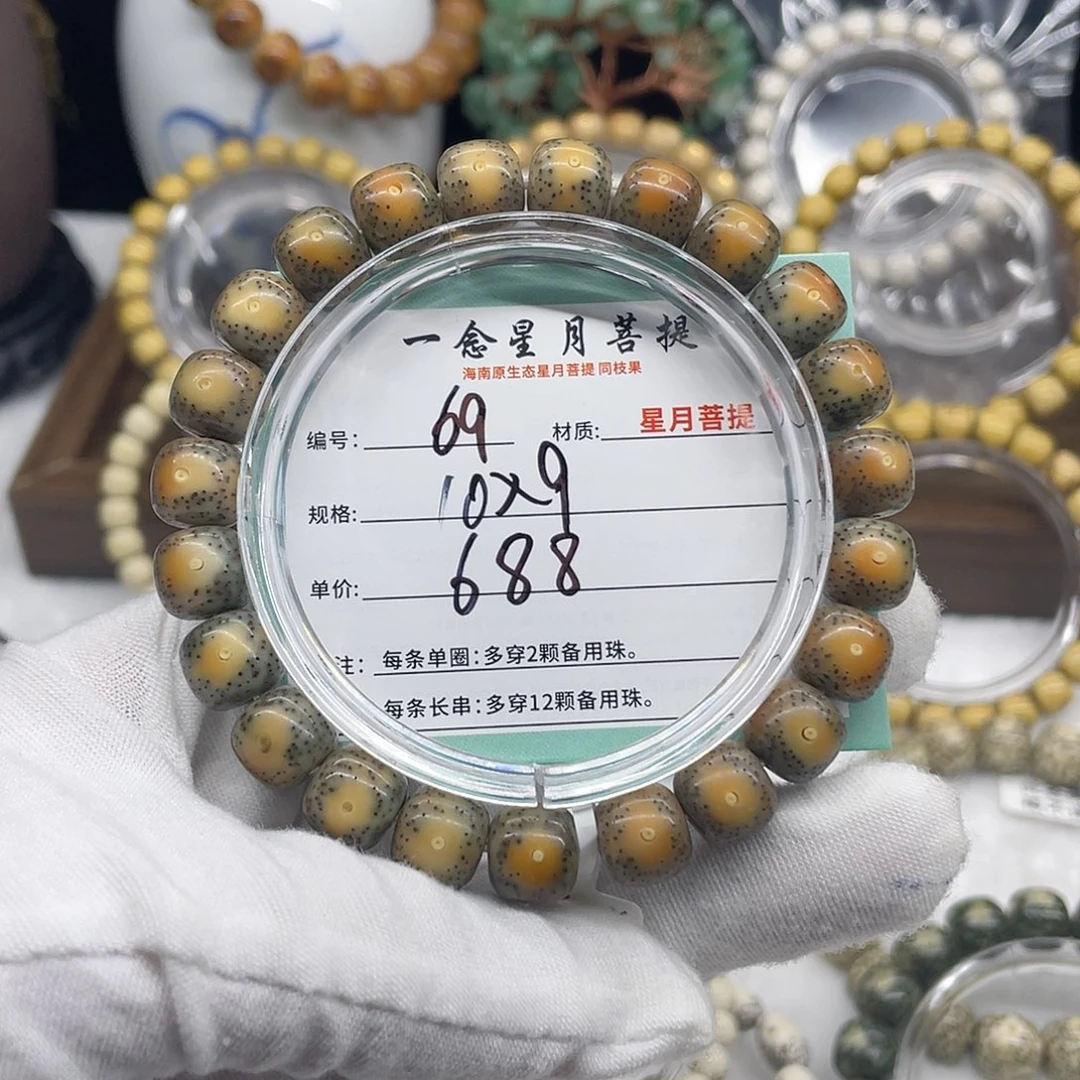 一念星月菩提
海南原生态星月菩提同枝果
编号: 69 材质: 星月菩提
规格: 10x9
单价: 688
注: 每条单圈:多穿2颗备用珠。
每条长串:多穿12颗备用珠。